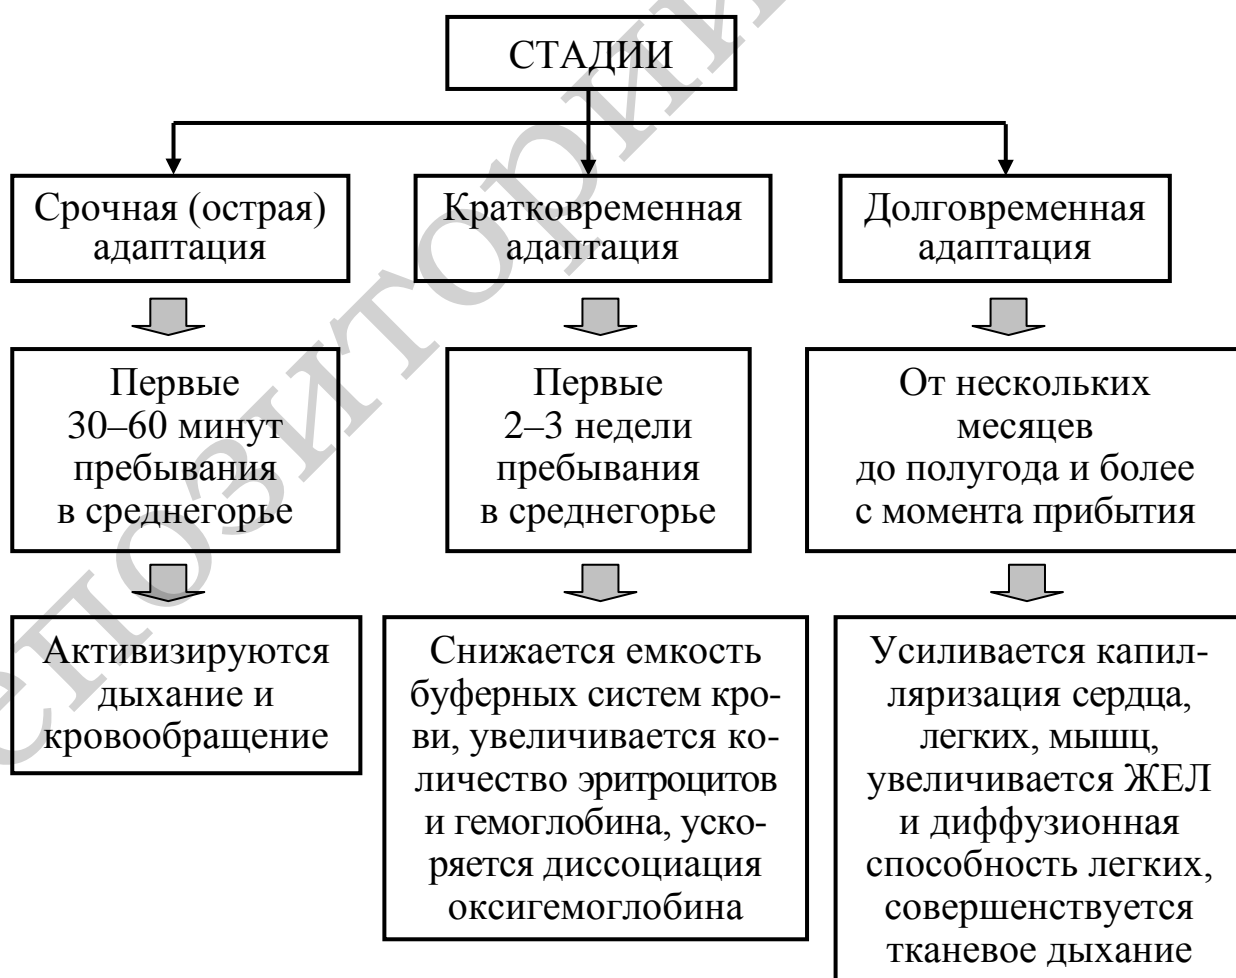 СТАДИИ
Срочная (острая)
адаптация
Кратковременная
адаптация
Долговременная
адаптация
Первые
30–60 минут
пребывания
в среднегорье
Первые
2–3 недели
пребывания
в среднегорье
От нескольких
месяцев
до полугода и более
с момента прибытия
Активизируются
дыхание и
кровообращение
Снижается емкость
буферных систем кро-
ви, увеличивается ко-
личество эритроцитов
и гемоглобина, уско-
ряется диссоциация
оксигемоглобина
Усиливается капил-
ляризация сердца,
легких, мышц,
увеличивается ЖЕЛ
и диффузионная
способность легких,
совершенствуется
тканевое дыхание
епозиторий